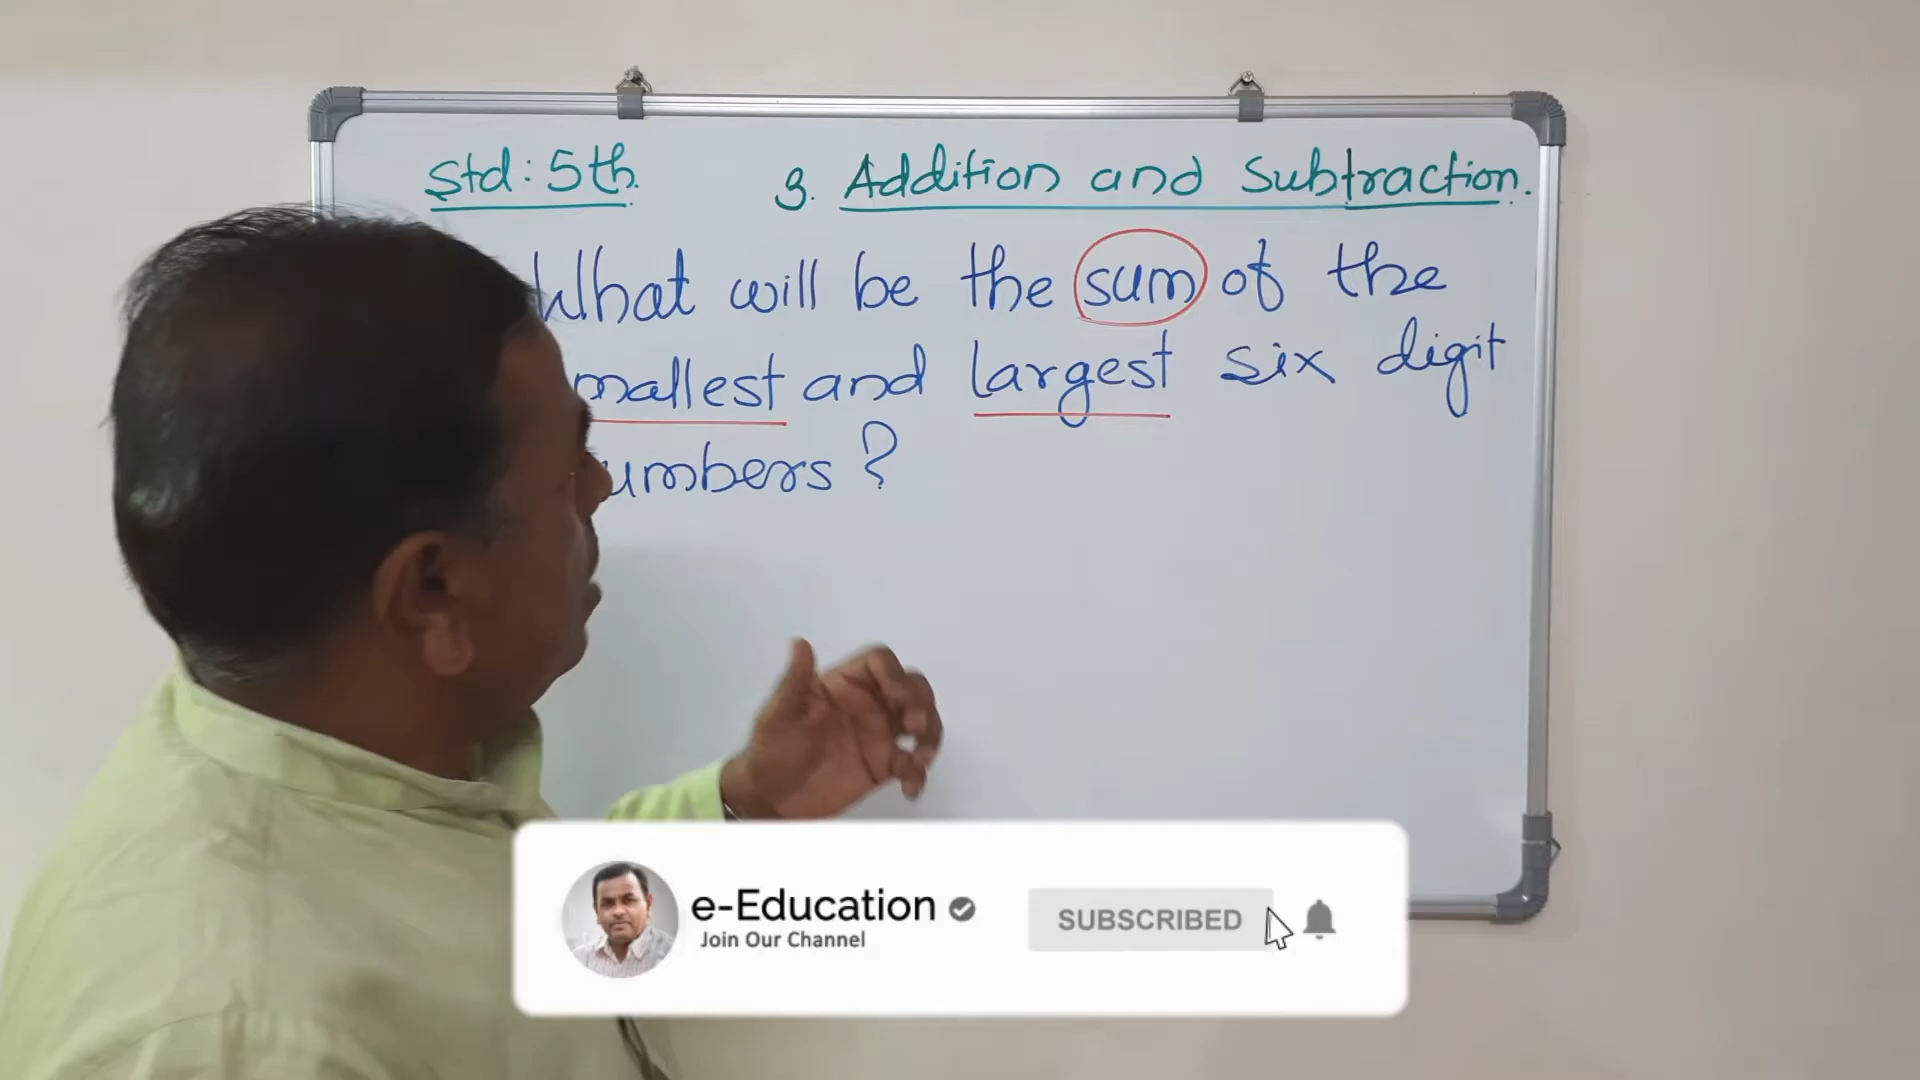 Std: 5th.
3. Addition and Subtraction.
What will be the sum of the
mallest and largest six digit
umbers?
e-Education
Join Our Channel
SUBSCRIBED